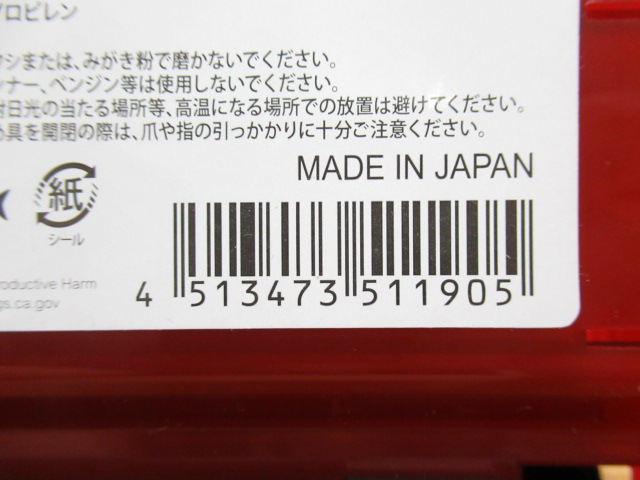 プロピレン
タワシまたは、みがき粉で磨かないでください。
シンナー、ベンジン等は使用しないでください。
射日光の当たる場所等、高温になる場所での放置は避けてください。
め具を開閉の際は、爪や指の引っかかりに十分ご注意ください。
MADE IN JAPAN
紙
シール
roductive Harm
gs.ca.gov
4 513473 511905